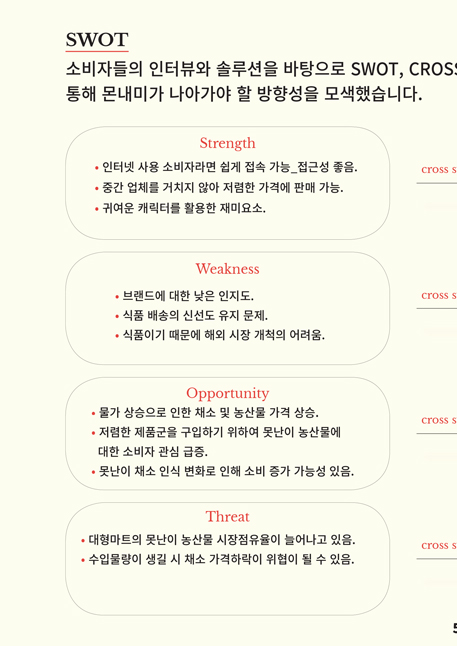 SWOT
소비자들의 인터뷰와 솔루션을 바탕으로 SWOT, CROSS
통해 몬내미가 나아가야 할 방향성을 모색했습니다.
Strength
• 인터넷 사용 소비자라면 쉽게 접속 가능_접근성 좋음.
• 중간 업체를 거치지 않아 저렴한 가격에 판매 가능.
• 귀여운 캐릭터를 활용한 재미요소.
cross s
Weakness
• 브랜드에 대한 낮은 인지도.
• 식품 배송의 신선도 유지 문제.
• 식품이기 때문에 해외 시장 개척의 어려움.
cross s
Opportunity
• 물가 상승으로 인한 채소 및 농산물 가격 상승.
• 저렴한 제품군을 구입하기 위하여 못난이 농산물에
대한 소비자 관심 급증.
• 못난이 채소 인식 변화로 인해 소비 증가 가능성 있음.
cross s
Threat
• 대형마트의 못난이 농산물 시장점유율이 늘어나고 있음.
• 수입물량이 생길 시 채소 가격하락이 위협이 될 수 있음.
cross s
5